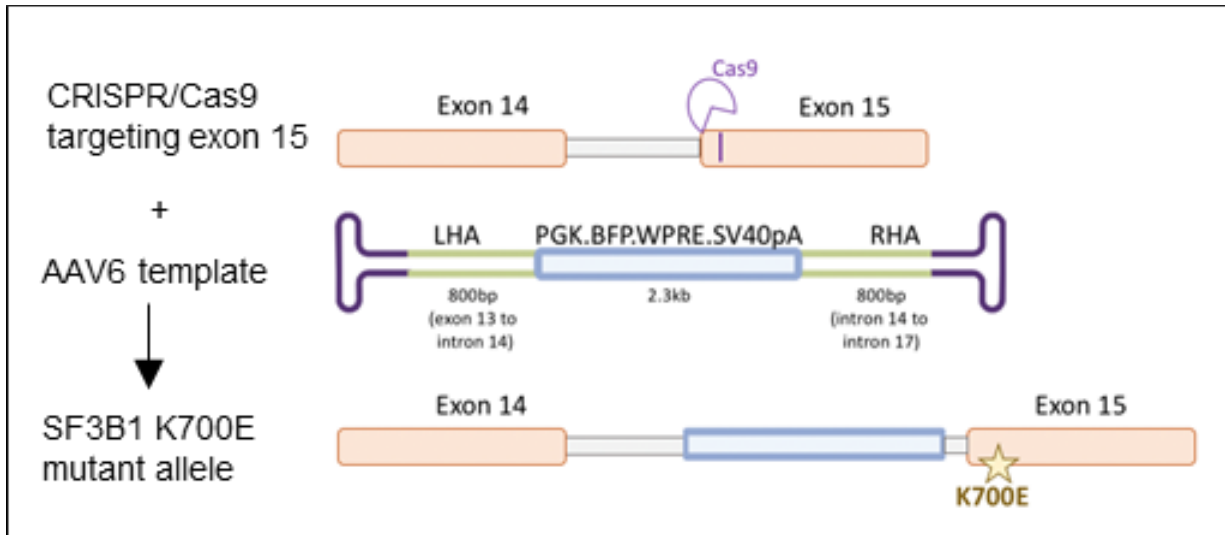 CRISPR/Cas9
targeting exon 15
Exon 14
Cas9
Exon 15
+
AAV6 template
LHA
PGK.BFP.WPRE.SV40pA
RHA
800bp
(exon 13 to
intron 14)
2.3kb
800bp
(intron 14 to
intron 17)
SF3B1 K700E
mutant allele
Exon 14
Exon 15
K700E